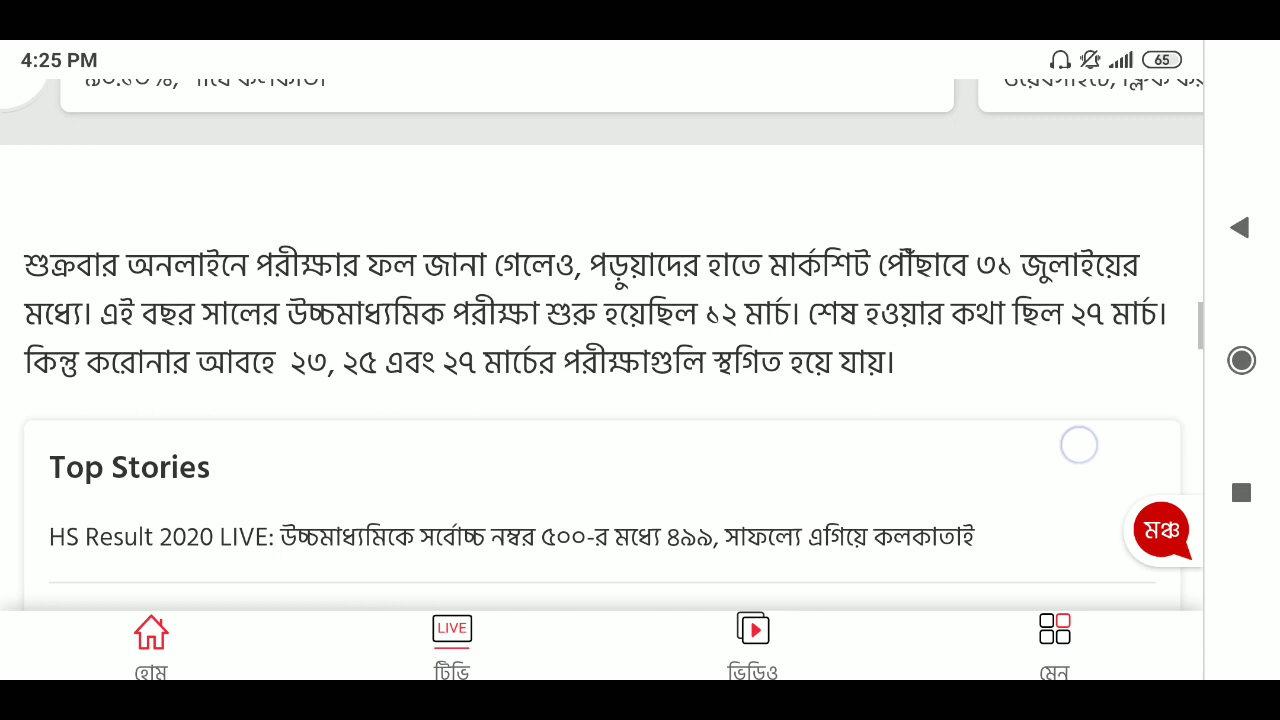 4:25 PM
65
শুক্রবার অনলাইনে পরীক্ষার ফল জানা গেলেও, পড়ুয়াদের হাতে মার্কশিট পৌঁছাবে ৩১ জুলাইয়ের
মধ্যে। এই বছর সালের উচ্চমাধ্যমিক পরীক্ষা শুরু হয়েছিল ১২ মার্চ। শেষ হওয়ার কথা ছিল ২৭ মার্চ।
কিন্তু করোনার আবহে ২৩, ২৫ এবং ২৭ মার্চের পরীক্ষাগুলি স্থগিত হয়ে যায়।
Top Stories
মঞ্চ
HS Result 2020 LIVE: উচ্চমাধ্যমিকে সর্বোচ্চ নম্বর ৫০০-র মধ্যে ৪৯৯, সাফল্যে এগিয়ে কলকাতাই
LIVE
হোম টিভি ভিডিও মেনু